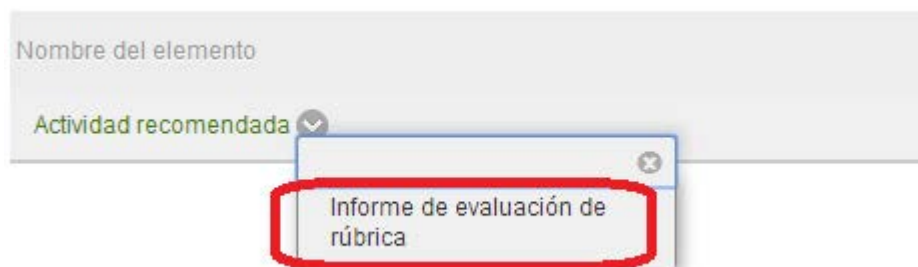 Nombre del elemento
Actividad recomendada
Informe de evaluación de
rúbrica